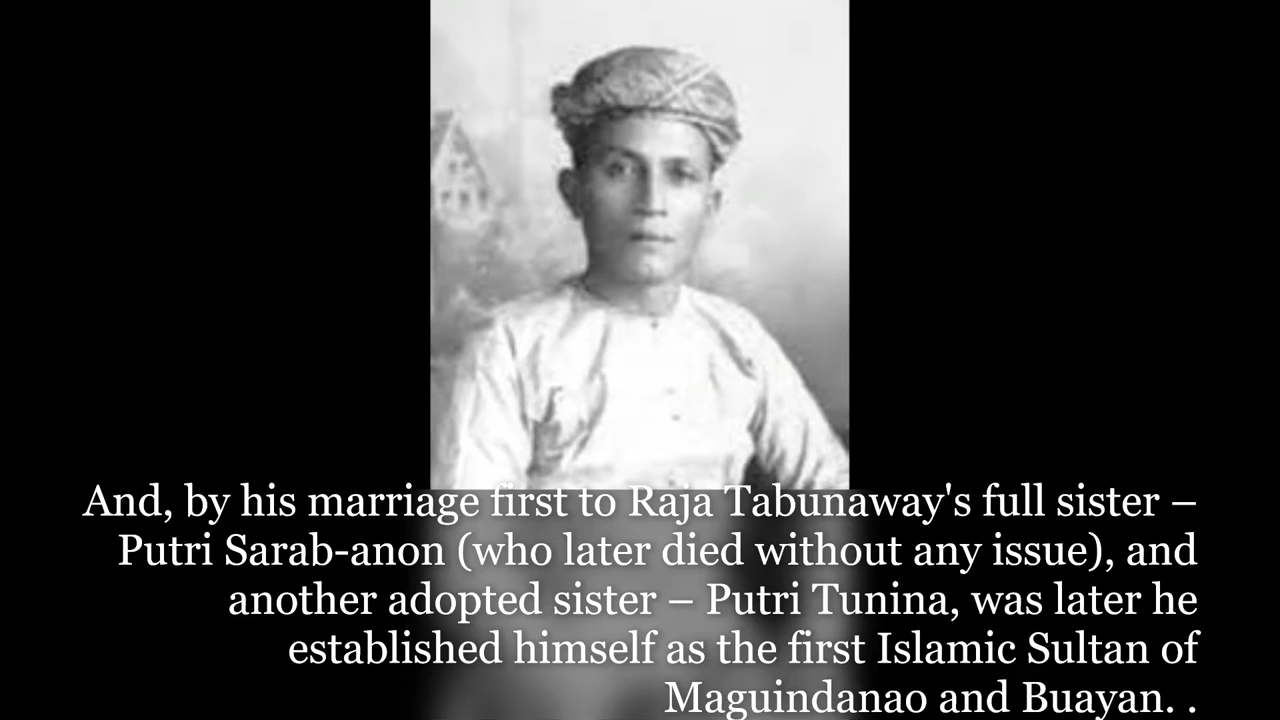 And, by his marriage first to Raja Tabunaway's full sister –
Putri Sarab-anon (who later died without any issue), and
another adopted sister – Putri Tunina, was later he
established himself as the first Islamic Sultan of
Maguindanao and Buayan. .